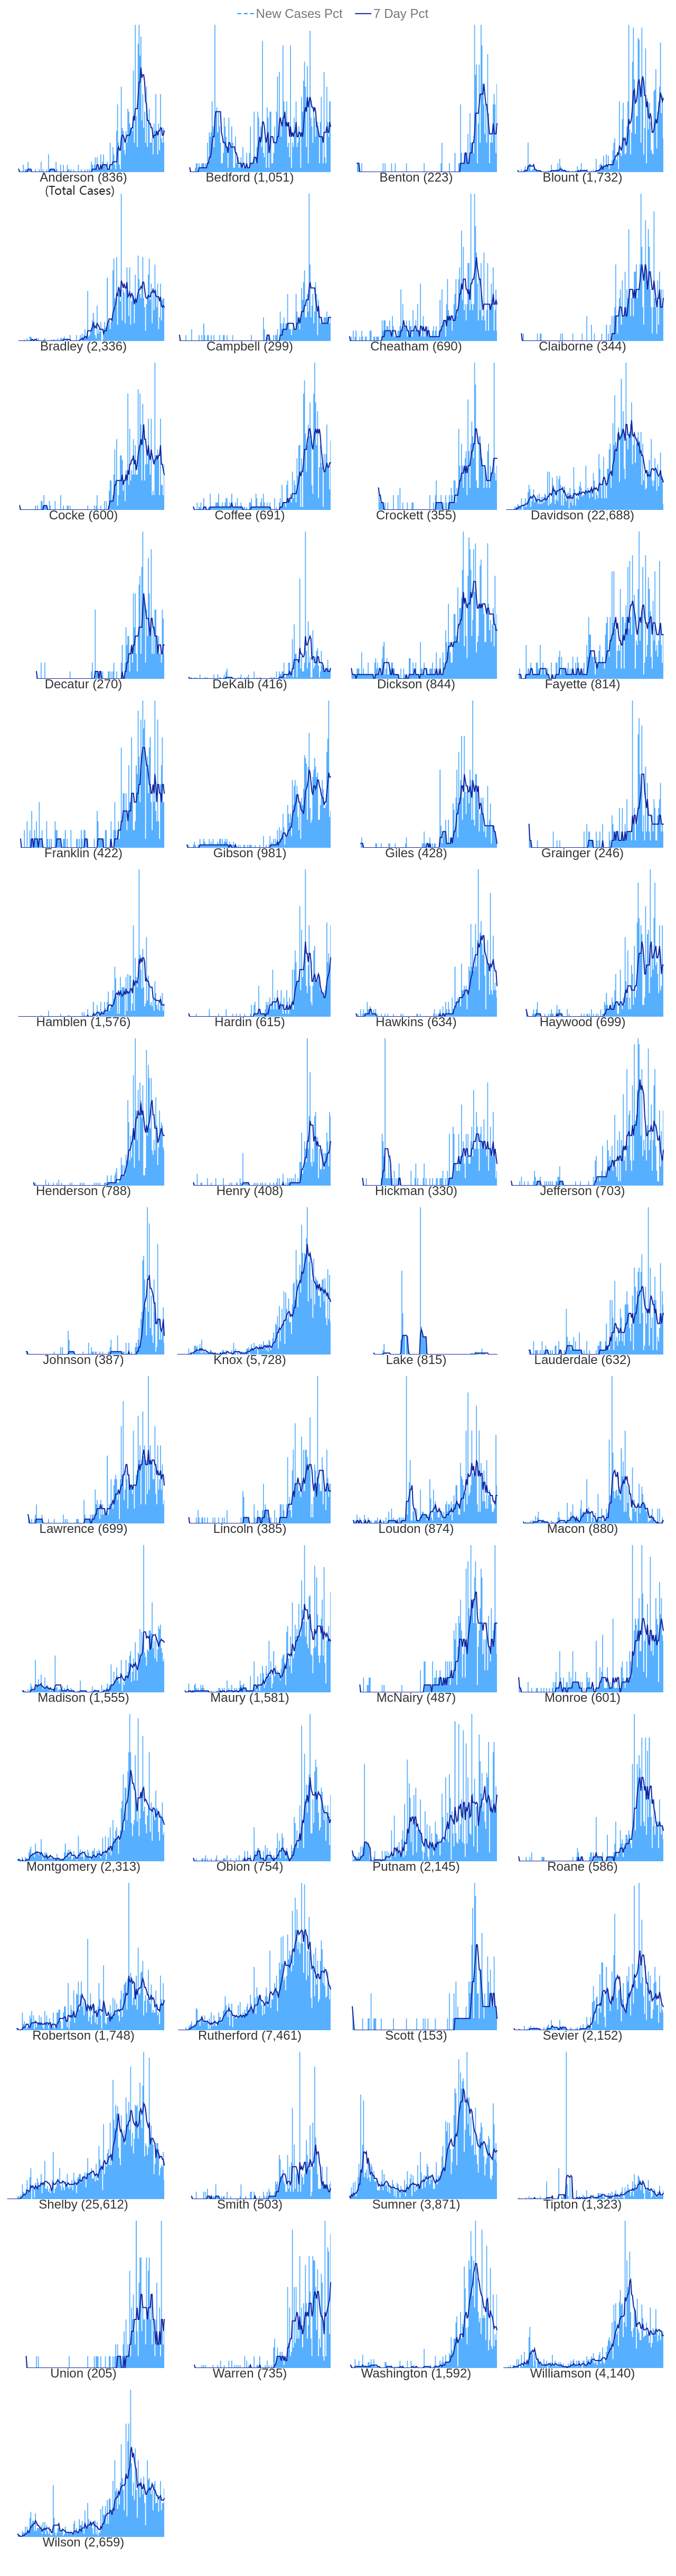 New Cases Pct 7 Day Pct
Anderson (836) Bedford (1,051) Benton (223) Blount (1,732)
(Total Cases)
Bradley (2,336) Campbell (299) Cheatham (690) Claiborne (344)
Cocke (600) Coffee (691) Crockett (355) Davidson (22,688)
Decatur (270) DeKalb (416) Dickson (844) Fayette (814)
Franklin (422) Gibson (981) Giles (428) Grainger (246)
Hamblen (1,576) Hardin (615) Hawkins (634) Haywood (699)
Henderson (788) Henry (408) Hickman (330) Jefferson (703)
Johnson (387) Knox (5,728) Lake (815) Lauderdale (632)
Lawrence (699) Lincoln (385) Loudon (874) Macon (880)
Madison (1,555) Maury (1,581) McNairy (487) Monroe (601)
Montgomery (2,313) Obion (754) Putnam (2,145) Roane (586)
Robertson (1,748) Rutherford (7,461) Scott (153) Sevier (2,152)
Shelby (25,612) Smith (503) Sumner (3,871) Tipton (1,323)
Union (205) Warren (735) Washington (1,592) Williamson (4,140)
Wilson (2,659)